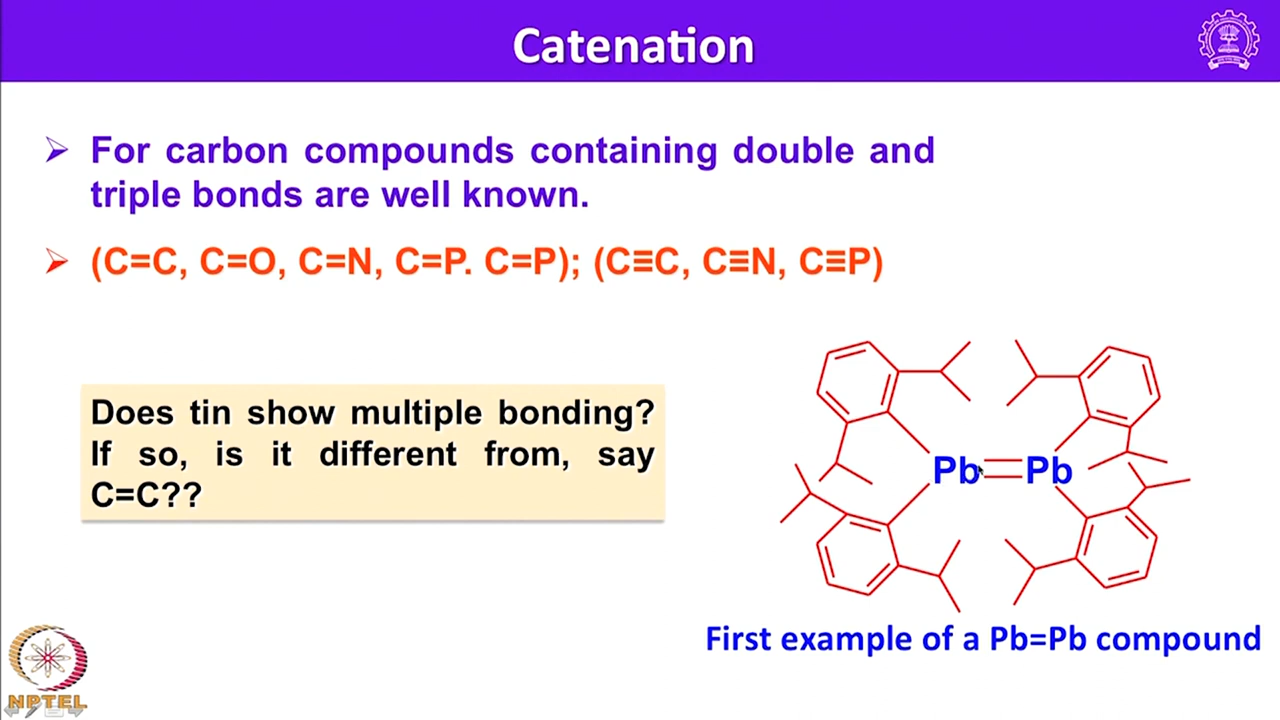 Catenation
For carbon compounds containing double and
triple bonds are well known.
(C=C, C=O, C=N, C=P. C=P); (C≡C, C≡N, C≡P)
Does tin show multiple bonding?
If so, is it different from, say
C=C??
Pb=Pb
First example of a Pb=Pb compound
NPTEL